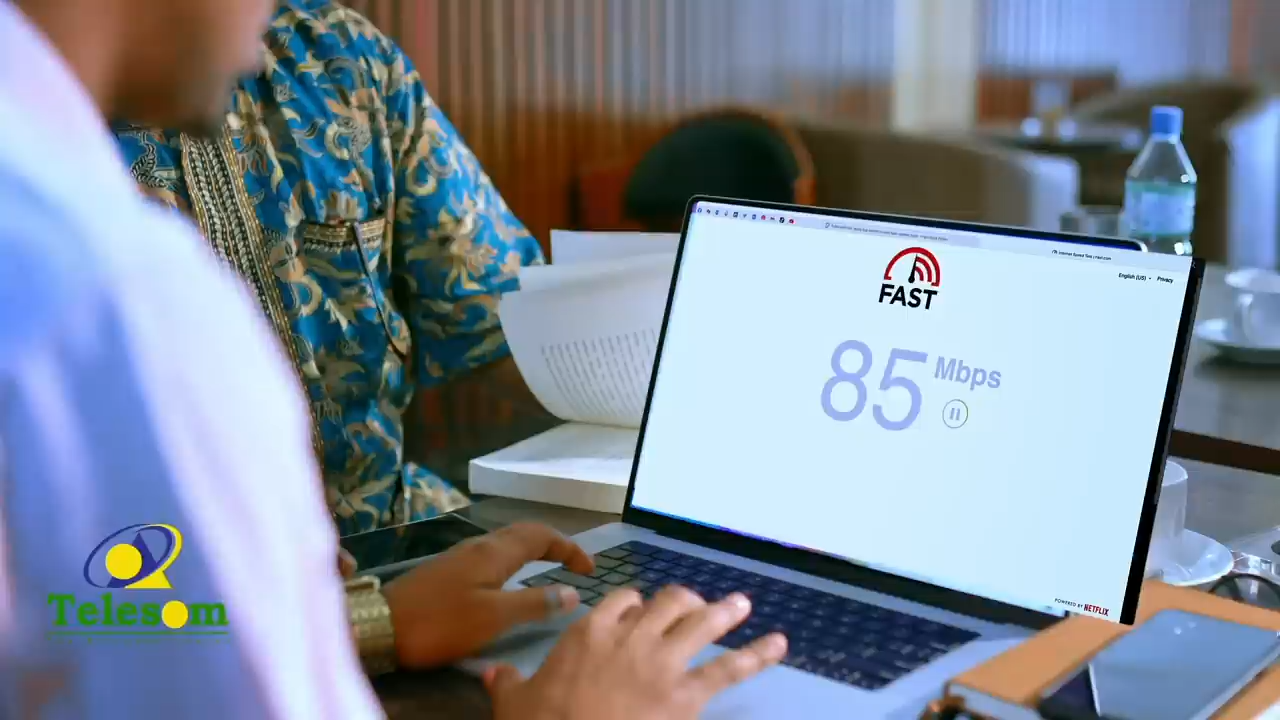 English (US)
Privacy
FAST
85 Mbps
POWERED BY NETFLIX
Telesom